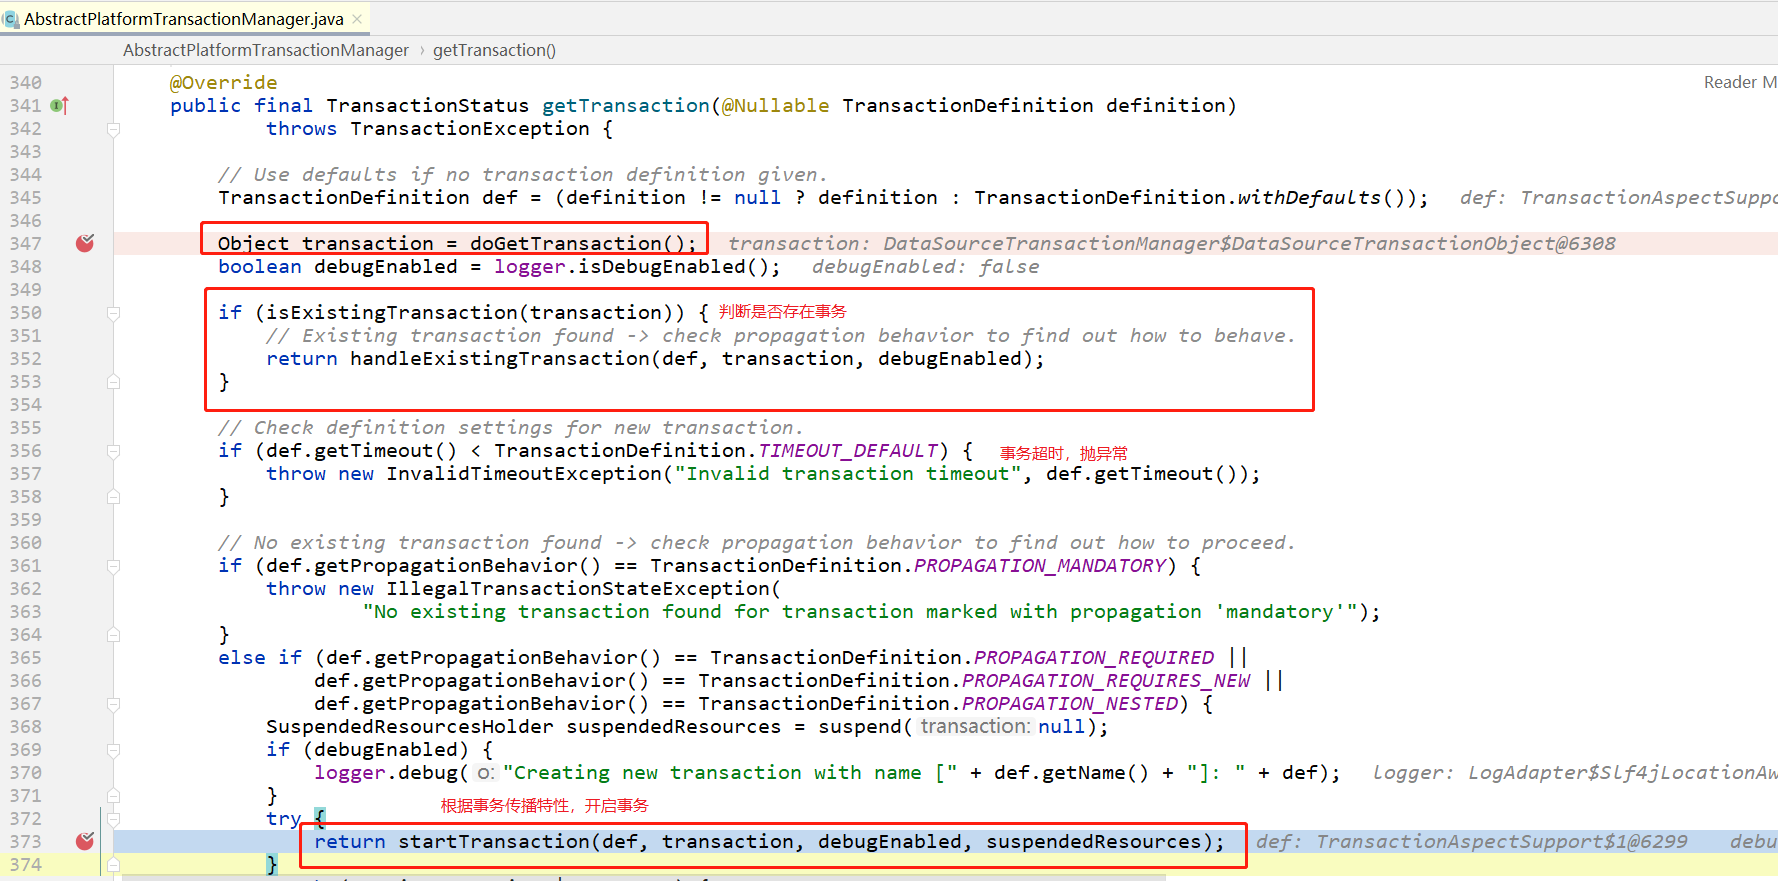 AbstractPlatformTransactionManager.java
AbstractPlatformTransactionManager › getTransaction()
Reader M
340 @Override
341 public final TransactionStatus getTransaction(@Nullable TransactionDefinition definition)
342 throws TransactionException {
343
344 // Use defaults if no transaction definition given.
345 TransactionDefinition def = (definition != null ? definition : TransactionDefinition.withDefaults()); def: TransactionAspectSuppo
346
347 Object transaction = doGetTransaction(); transaction: DataSourceTransactionManager$DataSourceTransactionObject@6308
348 boolean debugEnabled = logger.isDebugEnabled(); debugEnabled: false
349
350 if (isExistingTransaction(transaction)) { 判断是否存在事务
351 // Existing transaction found -> check propagation behavior to find out how to behave.
352 return handleExistingTransaction(def, transaction, debugEnabled);
353 }
354
355 // Check definition settings for new transaction.
356 if (def.getTimeout() < TransactionDefinition.TIMEOUT_DEFAULT) { 事务超时，抛异常
357 throw new InvalidTimeoutException("Invalid transaction timeout", def.getTimeout());
358 }
359
360 // No existing transaction found -> check propagation behavior to find out how to proceed.
361 if (def.getPropagationBehavior() == TransactionDefinition.PROPAGATION_MANDATORY) {
362 throw new IllegalTransactionStateException(
363 "No existing transaction found for transaction marked with propagation 'mandatory'");
364 }
365 else if (def.getPropagationBehavior() == TransactionDefinition.PROPAGATION_REQUIRED ||
366 def.getPropagationBehavior() == TransactionDefinition.PROPAGATION_REQUIRES_NEW ||
367 def.getPropagationBehavior() == TransactionDefinition.PROPAGATION_NESTED) {
368 SuspendedResourcesHolder suspendedResources = suspend( transaction: null);
369 if (debugEnabled) {
370 logger.debug( o: "Creating new transaction with name [" + def.getName() + "]: " + def); logger: LogAdapter$Slf4jLocationAw
371 }
根据事务传播特性，开启事务
372 try {
373 return startTransaction(def, transaction, debugEnabled, suspendedResources); def: TransactionAspectSupport$1@6299 debu
374 }